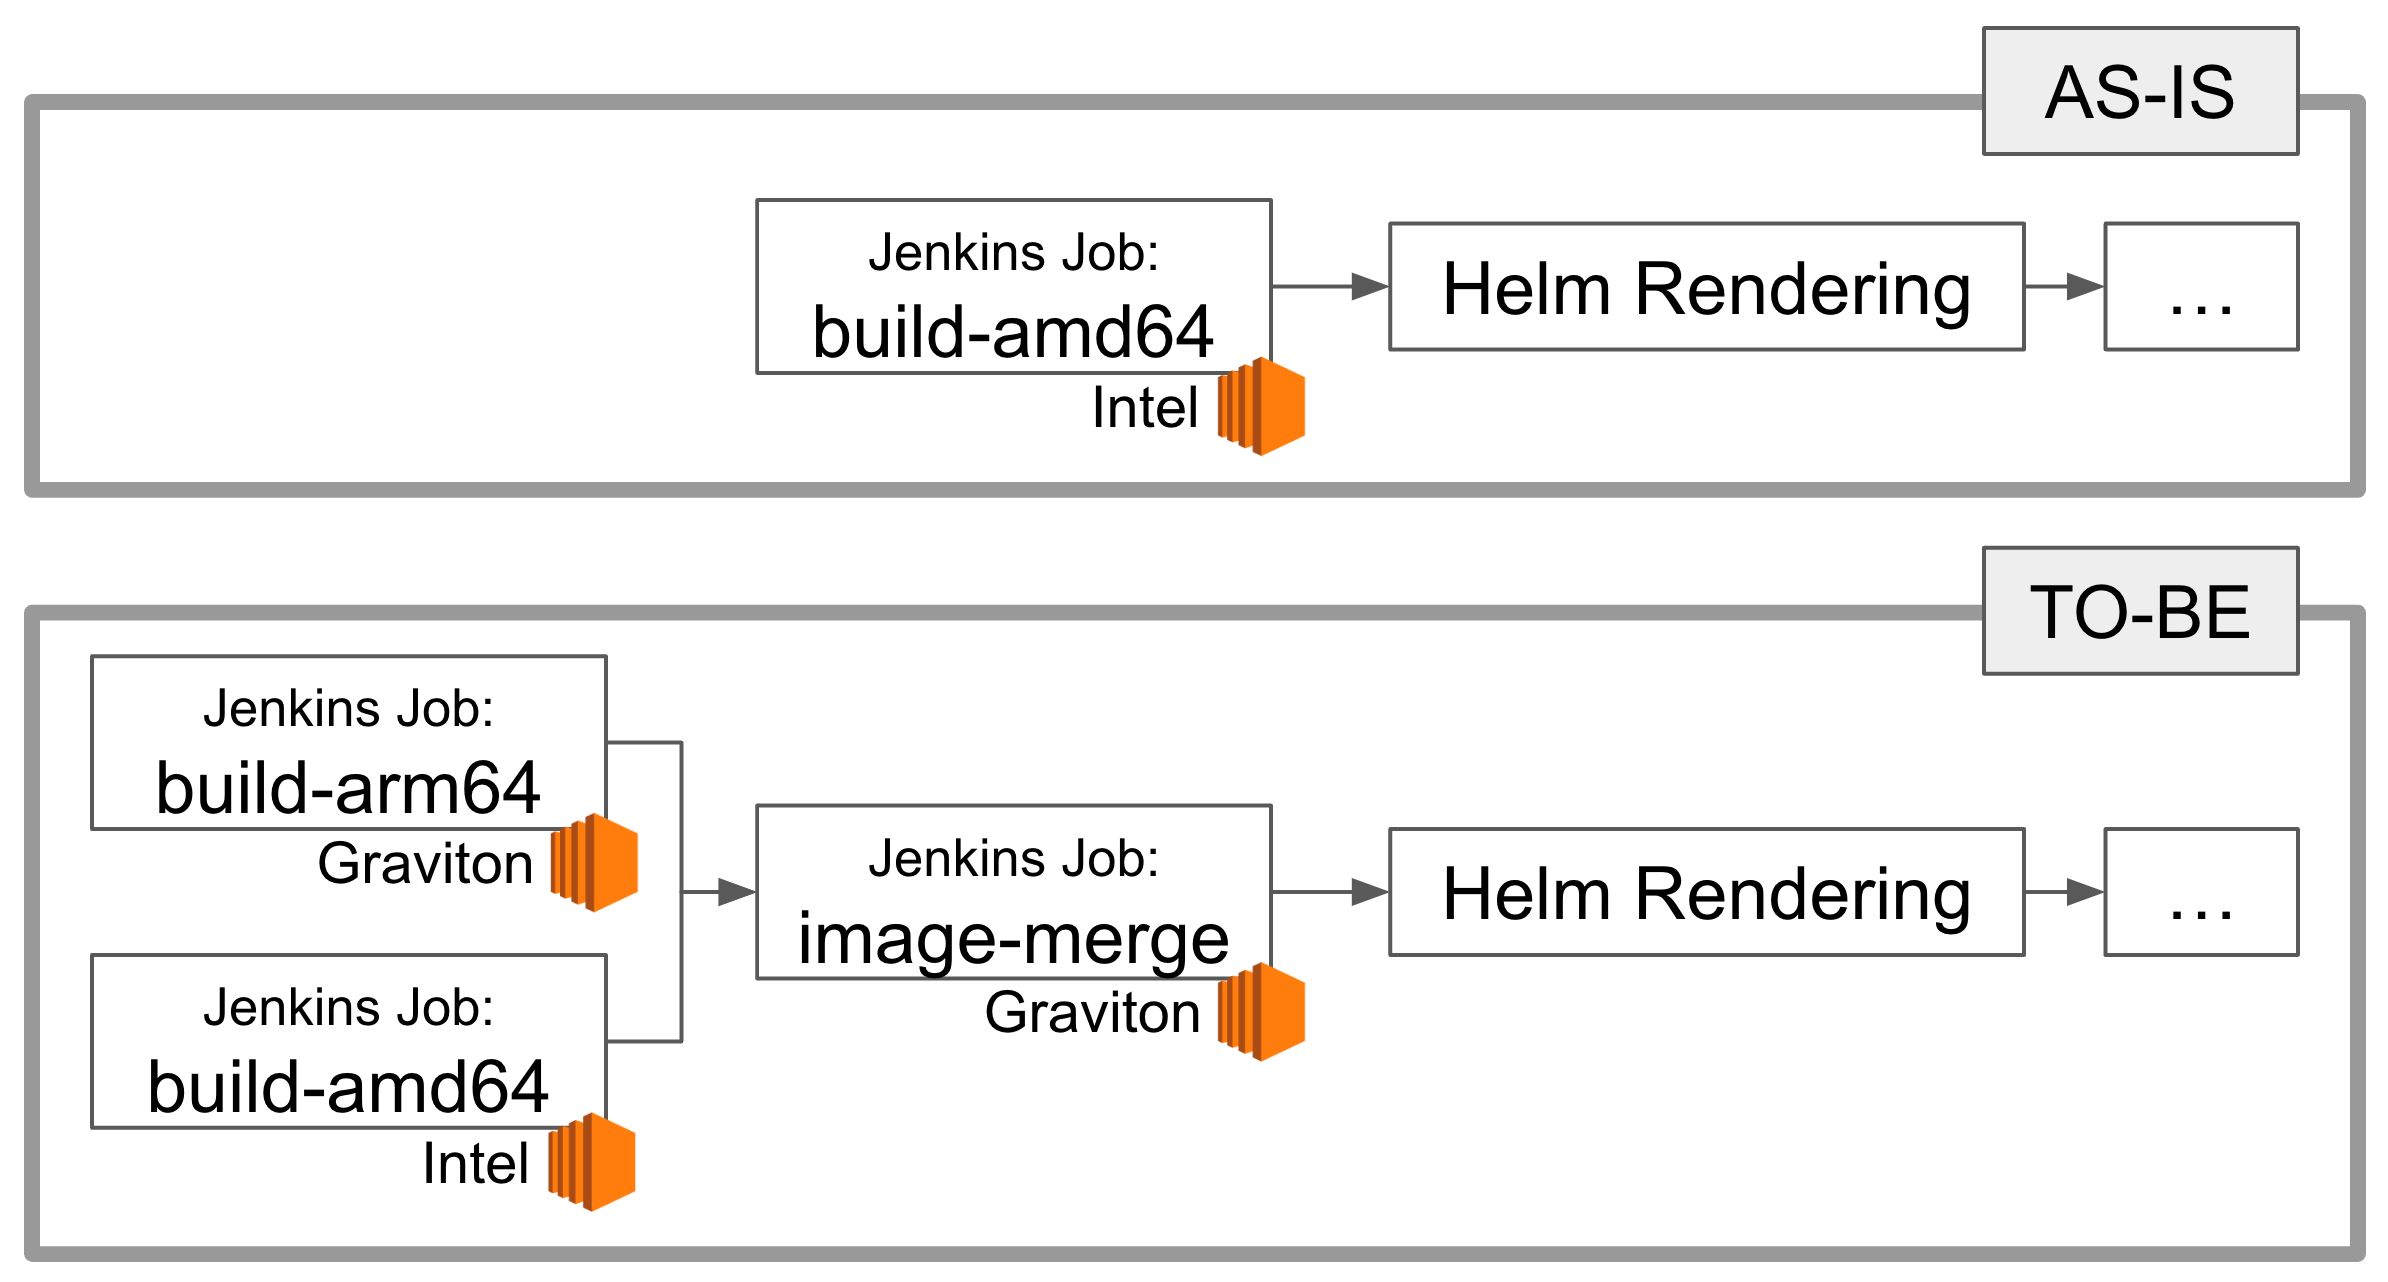 AS-IS
Jenkins Job:
build-amd64
Intel
Helm Rendering
…
TO-BE
Jenkins Job:
build-arm64
Graviton
Jenkins Job:
build-amd64
Intel
Jenkins Job:
image-merge
Graviton
Helm Rendering
…